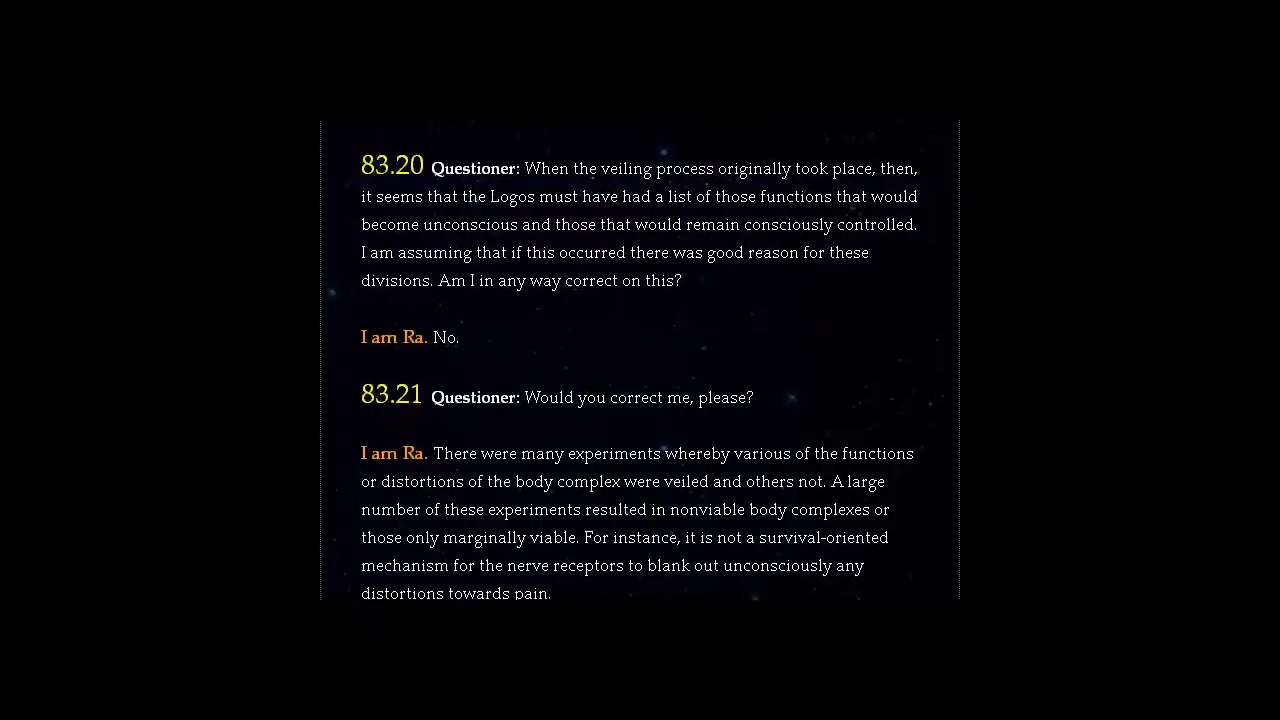 83.20 Questioner: When the veiling process originally took place, then,
it seems that the Logos must have had a list of those functions that would
become unconscious and those that would remain consciously controlled.
I am assuming that if this occurred there was good reason for these
divisions. Am I in any way correct on this?
I am Ra. No.
83.21 Questioner: Would you correct me, please?
I am Ra. There were many experiments whereby various of the functions
or distortions of the body complex were veiled and others not. A large
number of these experiments resulted in nonviable body complexes or
those only marginally viable. For instance, it is not a survival-oriented
mechanism for the nerve receptors to blank out unconsciously any
distortions towards pain.